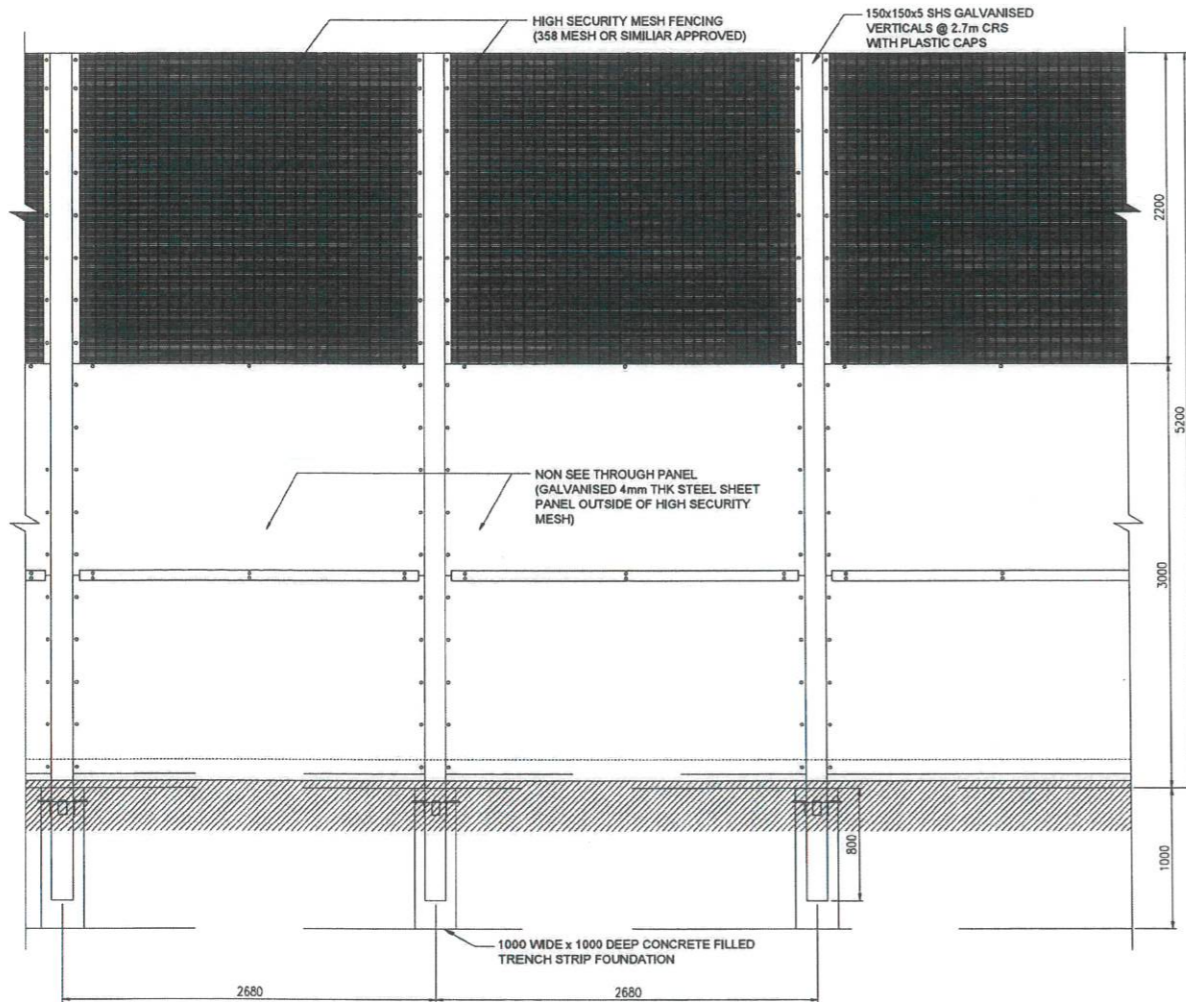 HIGH SECURITY MESH FENCING
(358 MESH OR SIMILIAR APPROVED)
150x150x5 SHS GALVANISED
VERTICALS @ 2.7m CRS
WITH PLASTIC CAPS
2200
5200
NON SEE THROUGH PANEL
(GALVANISED 4mm THK STEEL SHEET
PANEL OUTSIDE OF HIGH SECURITY
MESH)
3000
800
1000
1000 WIDE x 1000 DEEP CONCRETE FILLED
TRENCH STRIP FOUNDATION
2680
2680